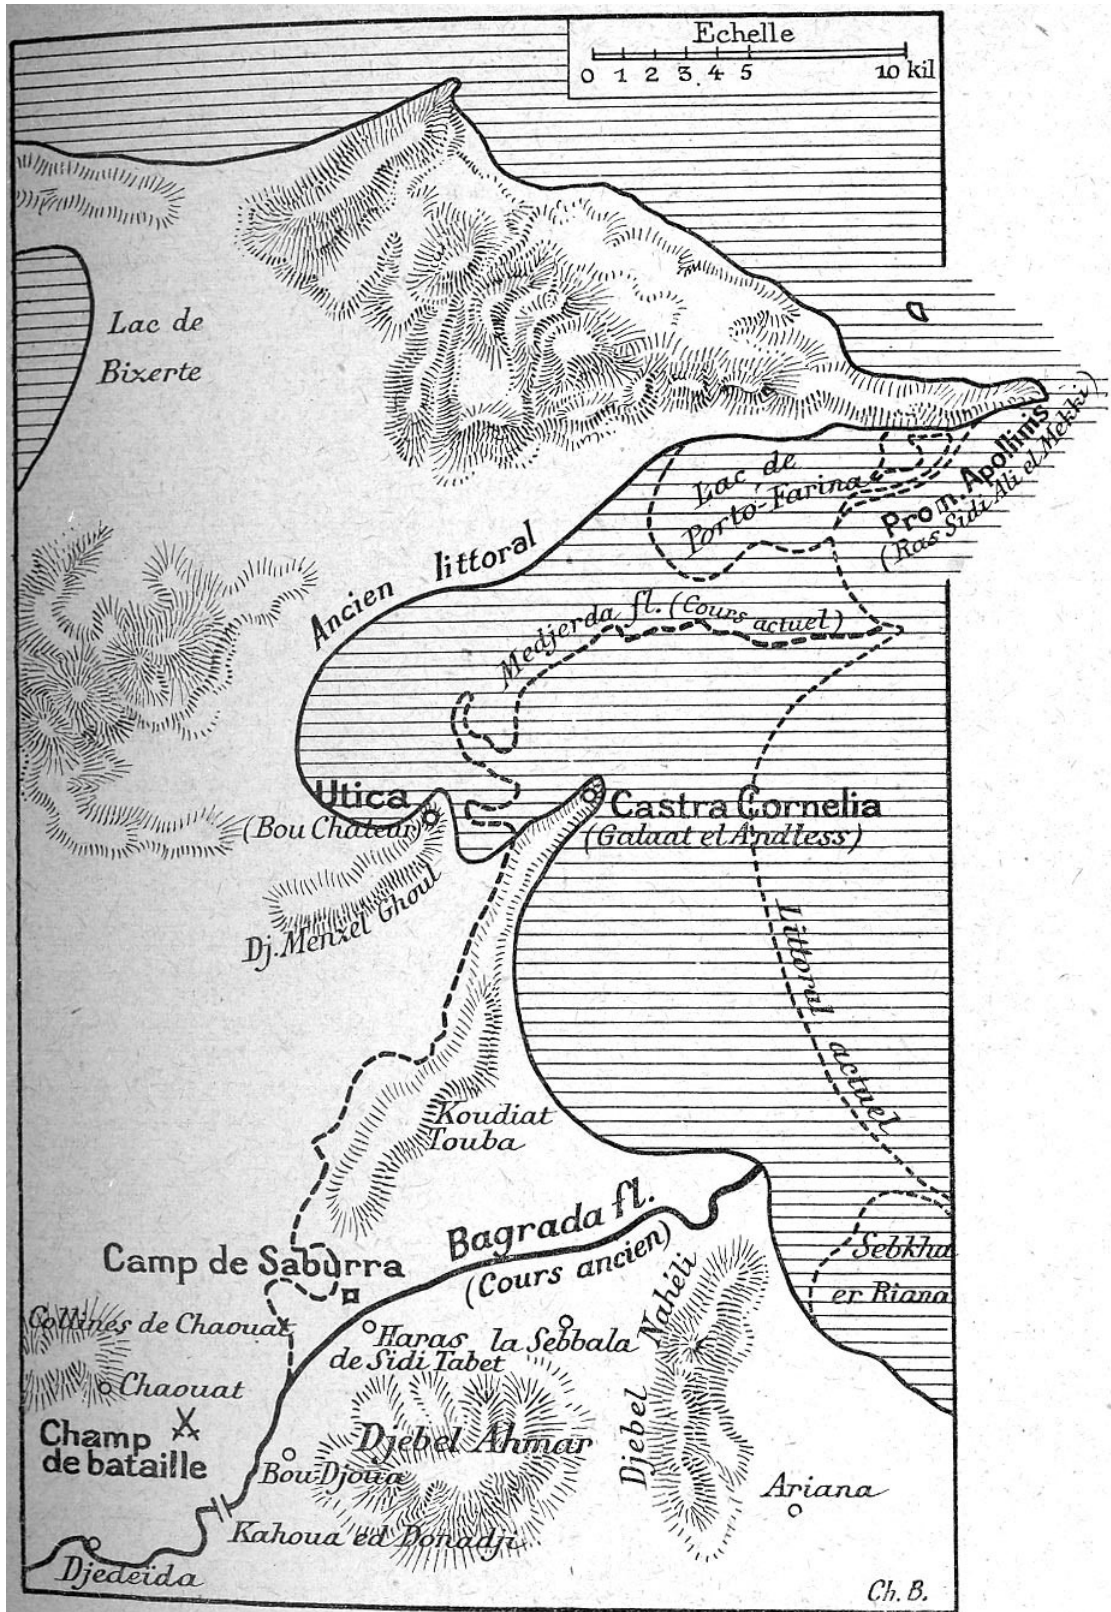 Echelle
0 1 2 3 4 5 10 kil
Lac de
Bixerte
Lac de
Porto-Farina
Prom. Apollinis
(Ras Sidi Ali el Mekki)
Ancien littoral
Medjerda fl. (Cours actuel)
Utica
(Bou Chateur)
Castra Cornelia
(Galaat el Andless)
Dj. Menzel Ghoul
Littoral actuel
Koudiat
Touba
Bagrada fl.
(Cours ancien)
Sebkha
er Riana
Camp de Saburra
Collines de Chaouat
Haras
de Sidi Tabet
la Sebbala
Djebel Nahéli
Chaouat
Champ
de bataille
Djebel Ahmar
Bou-Djoua
Ariana
Kahoua ed Donadji
Djedeïda
Ch. B.